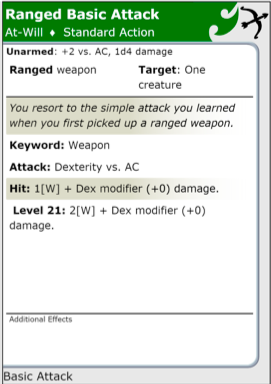 Ranged Basic Attack
At-Will ♦ Standard Action
Unarmed: +2 vs. AC, 1d4 damage
Ranged weapon Target: One
creature
You resort to the simple attack you learned
when you first picked up a ranged weapon.
Keyword: Weapon
Attack: Dexterity vs. AC
Hit: 1[W] + Dex modifier (+0) damage.
Level 21: 2[W] + Dex modifier (+0)
damage.
Additional Effects
Basic Attack